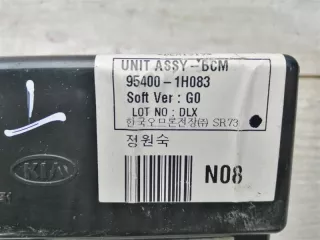 UNIT ASSY-BCM
95400-1H083
Soft Ver : G0
LOT NO : DLX
한국오므론전장㈜ SR73
정원숙
N08
KIA